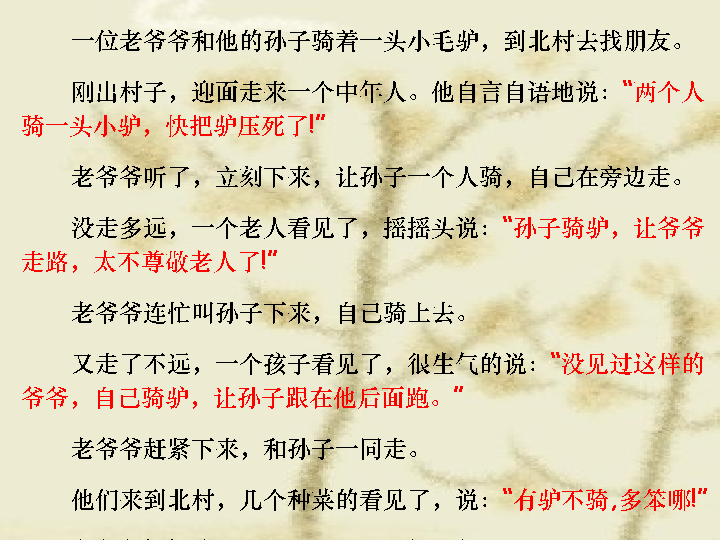 一位老爷爷和他的孙子骑着一头小毛驴，到北村去找朋友。
刚出村子，迎面走来一个中年人。他自言自语地说：“两个人
骑一头小驴，快把驴压死了!”
老爷爷听了，立刻下来，让孙子一个人骑，自己在旁边走。
没走多远，一个老人看见了，摇摇头说：“孙子骑驴，让爷爷
走路，太不尊敬老人了!”
老爷爷连忙叫孙子下来，自己骑上去。
又走了不远，一个孩子看见了，很生气的说：“没见过这样的
爷爷，自己骑驴，让孙子跟在他后面跑。”
老爷爷赶紧下来，和孙子一同走。
他们来到北村，几个种菜的看见了，说：“有驴不骑,多笨哪!”